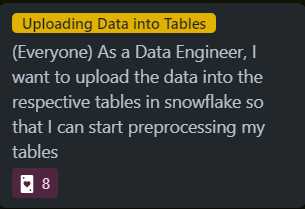 Uploading Data into Tables
(Everyone) As a Data Engineer, I
want to upload the data into the
respective tables in snowflake so
that I can start preprocessing my
tables
8